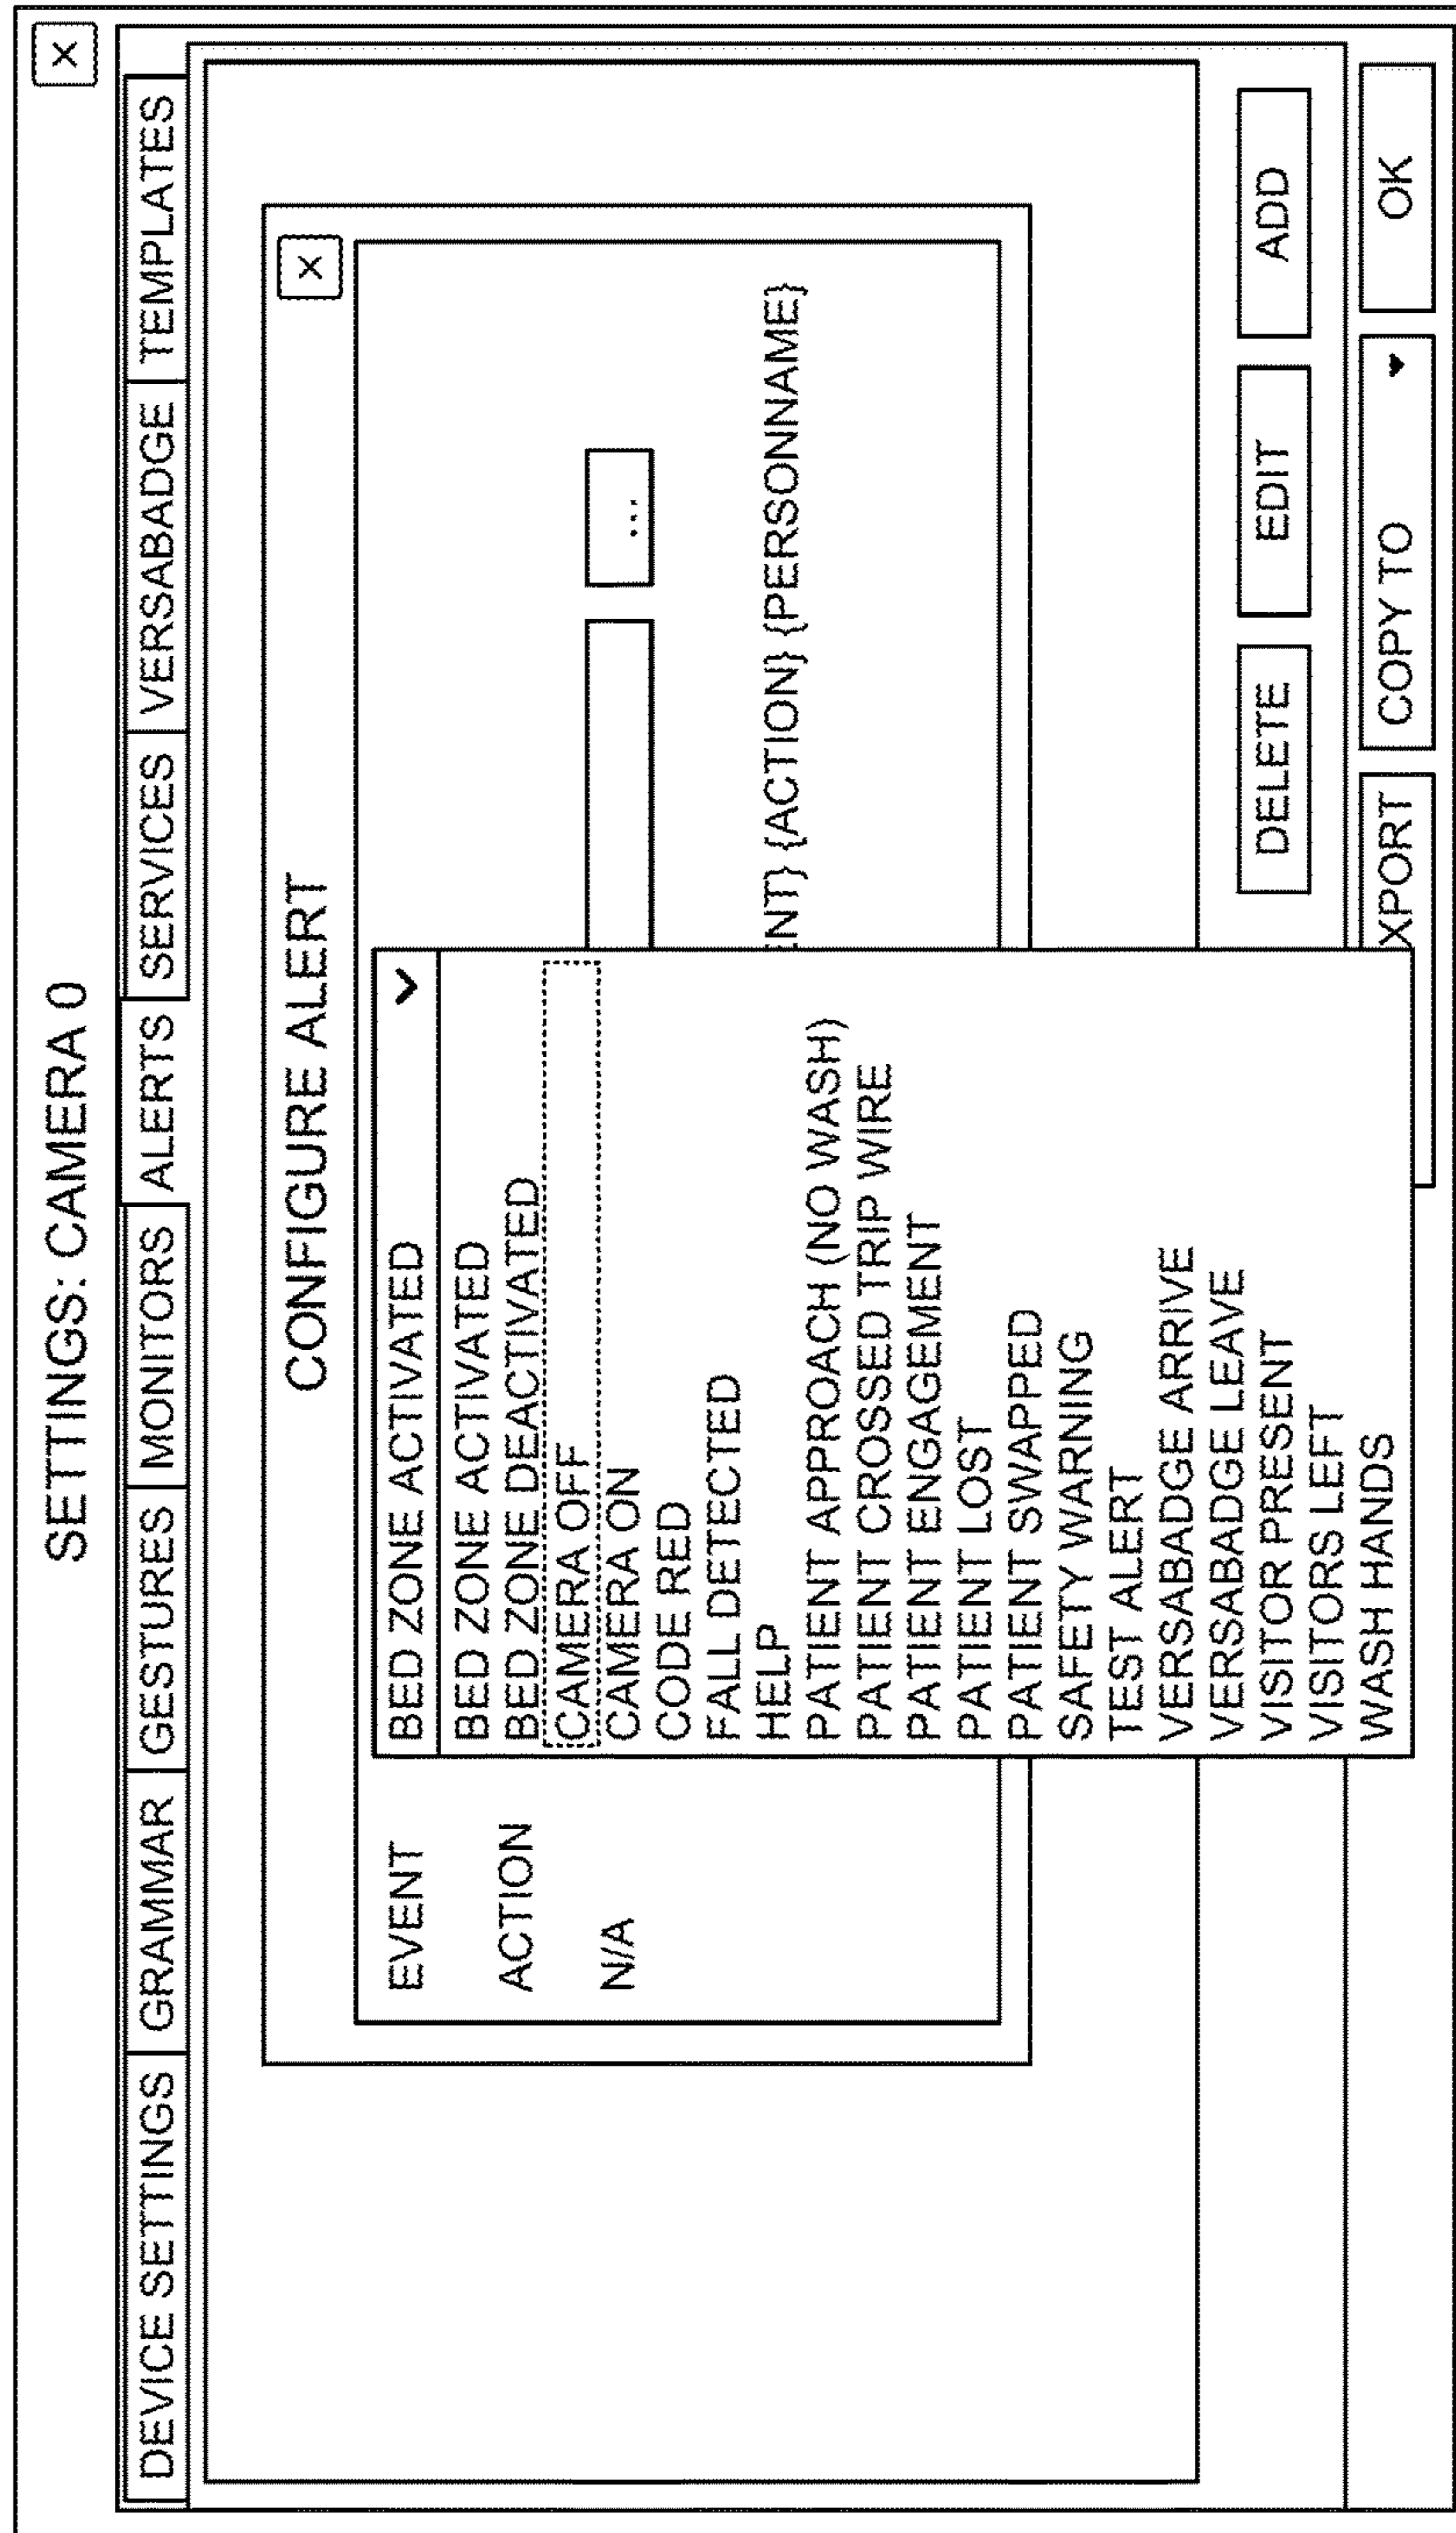 SETTINGS: CAMERA 0
X
DEVICE SETTINGS GRAMMAR GESTURES MONITORS ALERTS SERVICES VERSABADGE TEMPLATES
CONFIGURE ALERT
X
EVENT BED ZONE ACTIVATED
BED ZONE ACTIVATED
ACTION BED ZONE DEACTIVATED
CAMERA OFF
N/A CAMERA ON ...
CODE RED
FALL DETECTED
HELP ENT} {ACTION} {PERSONNAME}
PATIENT APPROACH (NO WASH)
PATIENT CROSSED TRIP WIRE
PATIENT ENGAGEMENT
PATIENT LOST
PATIENT SWAPPED
SAFETY WARNING
TEST ALERT
VERSABADGE ARRIVE
VERSABADGE LEAVE
VISITOR PRESENT
VISITORS LEFT
WASH HANDS
DELETE EDIT ADD
XPORT COPY TO OK